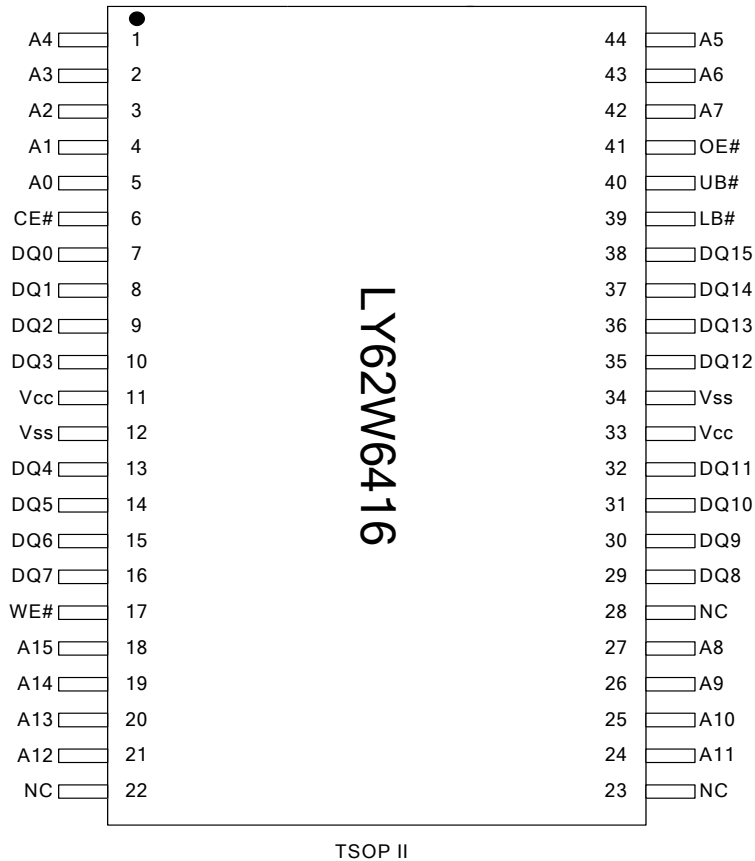 A4 1 44 A5
A3 2 43 A6
A2 3 42 A7
A1 4 41 OE#
A0 5 40 UB#
CE# 6 39 LB#
DQ0 7 38 DQ15
DQ1 8 37 DQ14
DQ2 9 36 DQ13
DQ3 10 35 DQ12
Vcc 11 34 Vss
Vss 12 33 Vcc
DQ4 13 32 DQ11
DQ5 14 31 DQ10
DQ6 15 30 DQ9
DQ7 16 29 DQ8
WE# 17 28 NC
A15 18 27 A8
A14 19 26 A9
A13 20 25 A10
A12 21 24 A11
NC 22 23 NC
LY62W6416
TSOP II